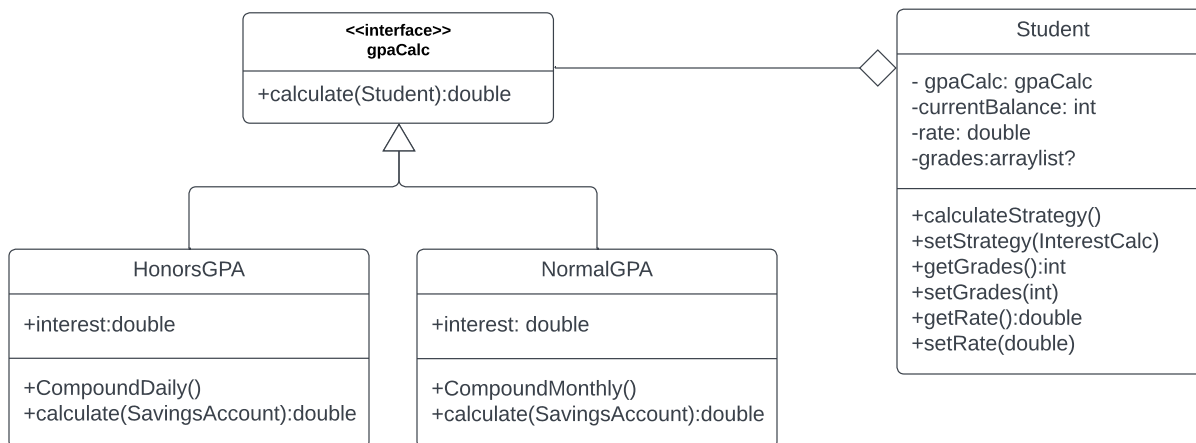 <<interface>>
gpaCalc
+calculate(Student):double
Student
- gpaCalc: gpaCalc
-currentBalance: int
-rate: double
-grades:arraylist?
+calculateStrategy()
+setStrategy(InterestCalc)
+getGrades():int
+setGrades(int)
+getRate():double
+setRate(double)
HonorsGPA
+interest:double
+CompoundDaily()
+calculate(SavingsAccount):double
NormalGPA
+interest: double
+CompoundMonthly()
+calculate(SavingsAccount):double